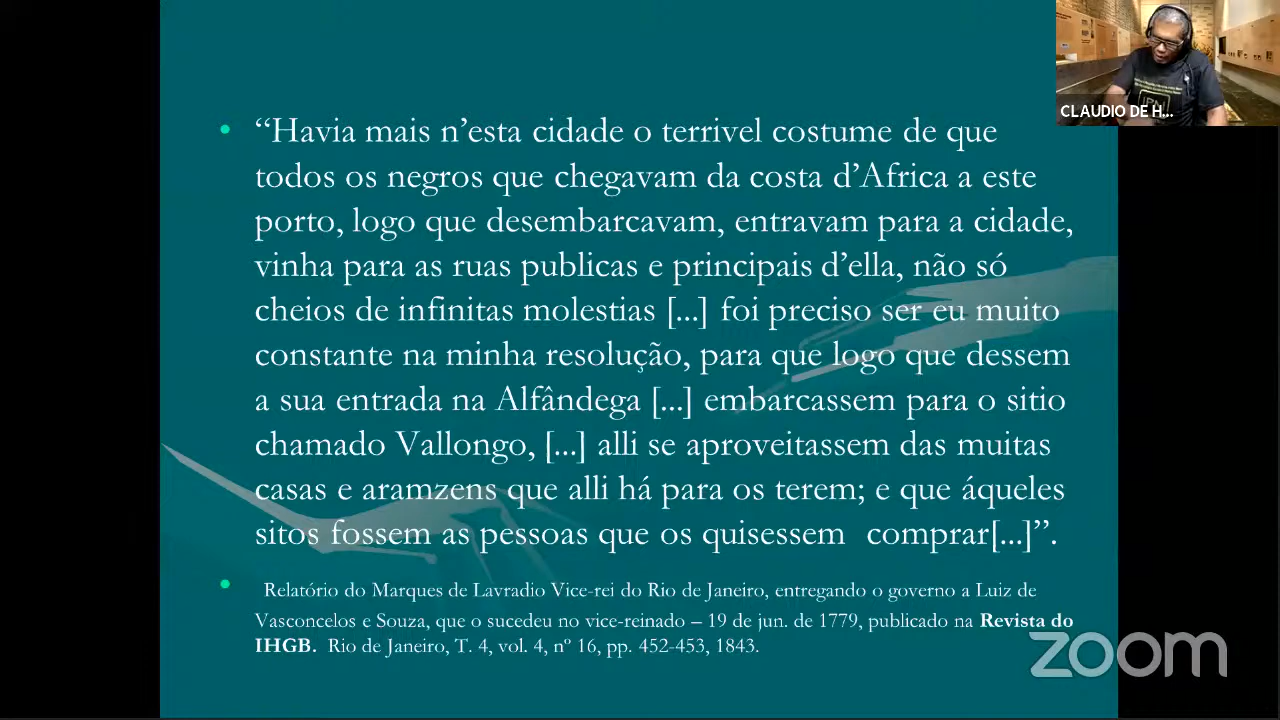 “Havia mais n’esta cidade o terrivel costume de que
todos os negros que chegavam da costa d’Africa a este
porto, logo que desembarcavam, entravam para a cidade,
vinha para as ruas publicas e principais d’ella, não só
cheios de infinitas molestias [...] foi preciso ser eu muito
constante na minha resolução, para que logo que dessem
a sua entrada na Alfândega [...] embarcassem para o sitio
chamado Vallongo, [...] alli se aproveitassem das muitas
casas e aramzens que alli há para os terem; e que áqueles
sitos fossem as pessoas que os quisessem comprar[...]”.
Relatório do Marques de Lavradio Vice-rei do Rio de Janeiro, entregando o governo a Luiz de
Vasconcelos e Souza, que o sucedeu no vice-reinado – 19 de jun. de 1779, publicado na Revista do
IHGB. Rio de Janeiro, T. 4, vol. 4, nº 16, pp. 452-453, 1843.
CLAUDIO DE H...
IPN
zoom